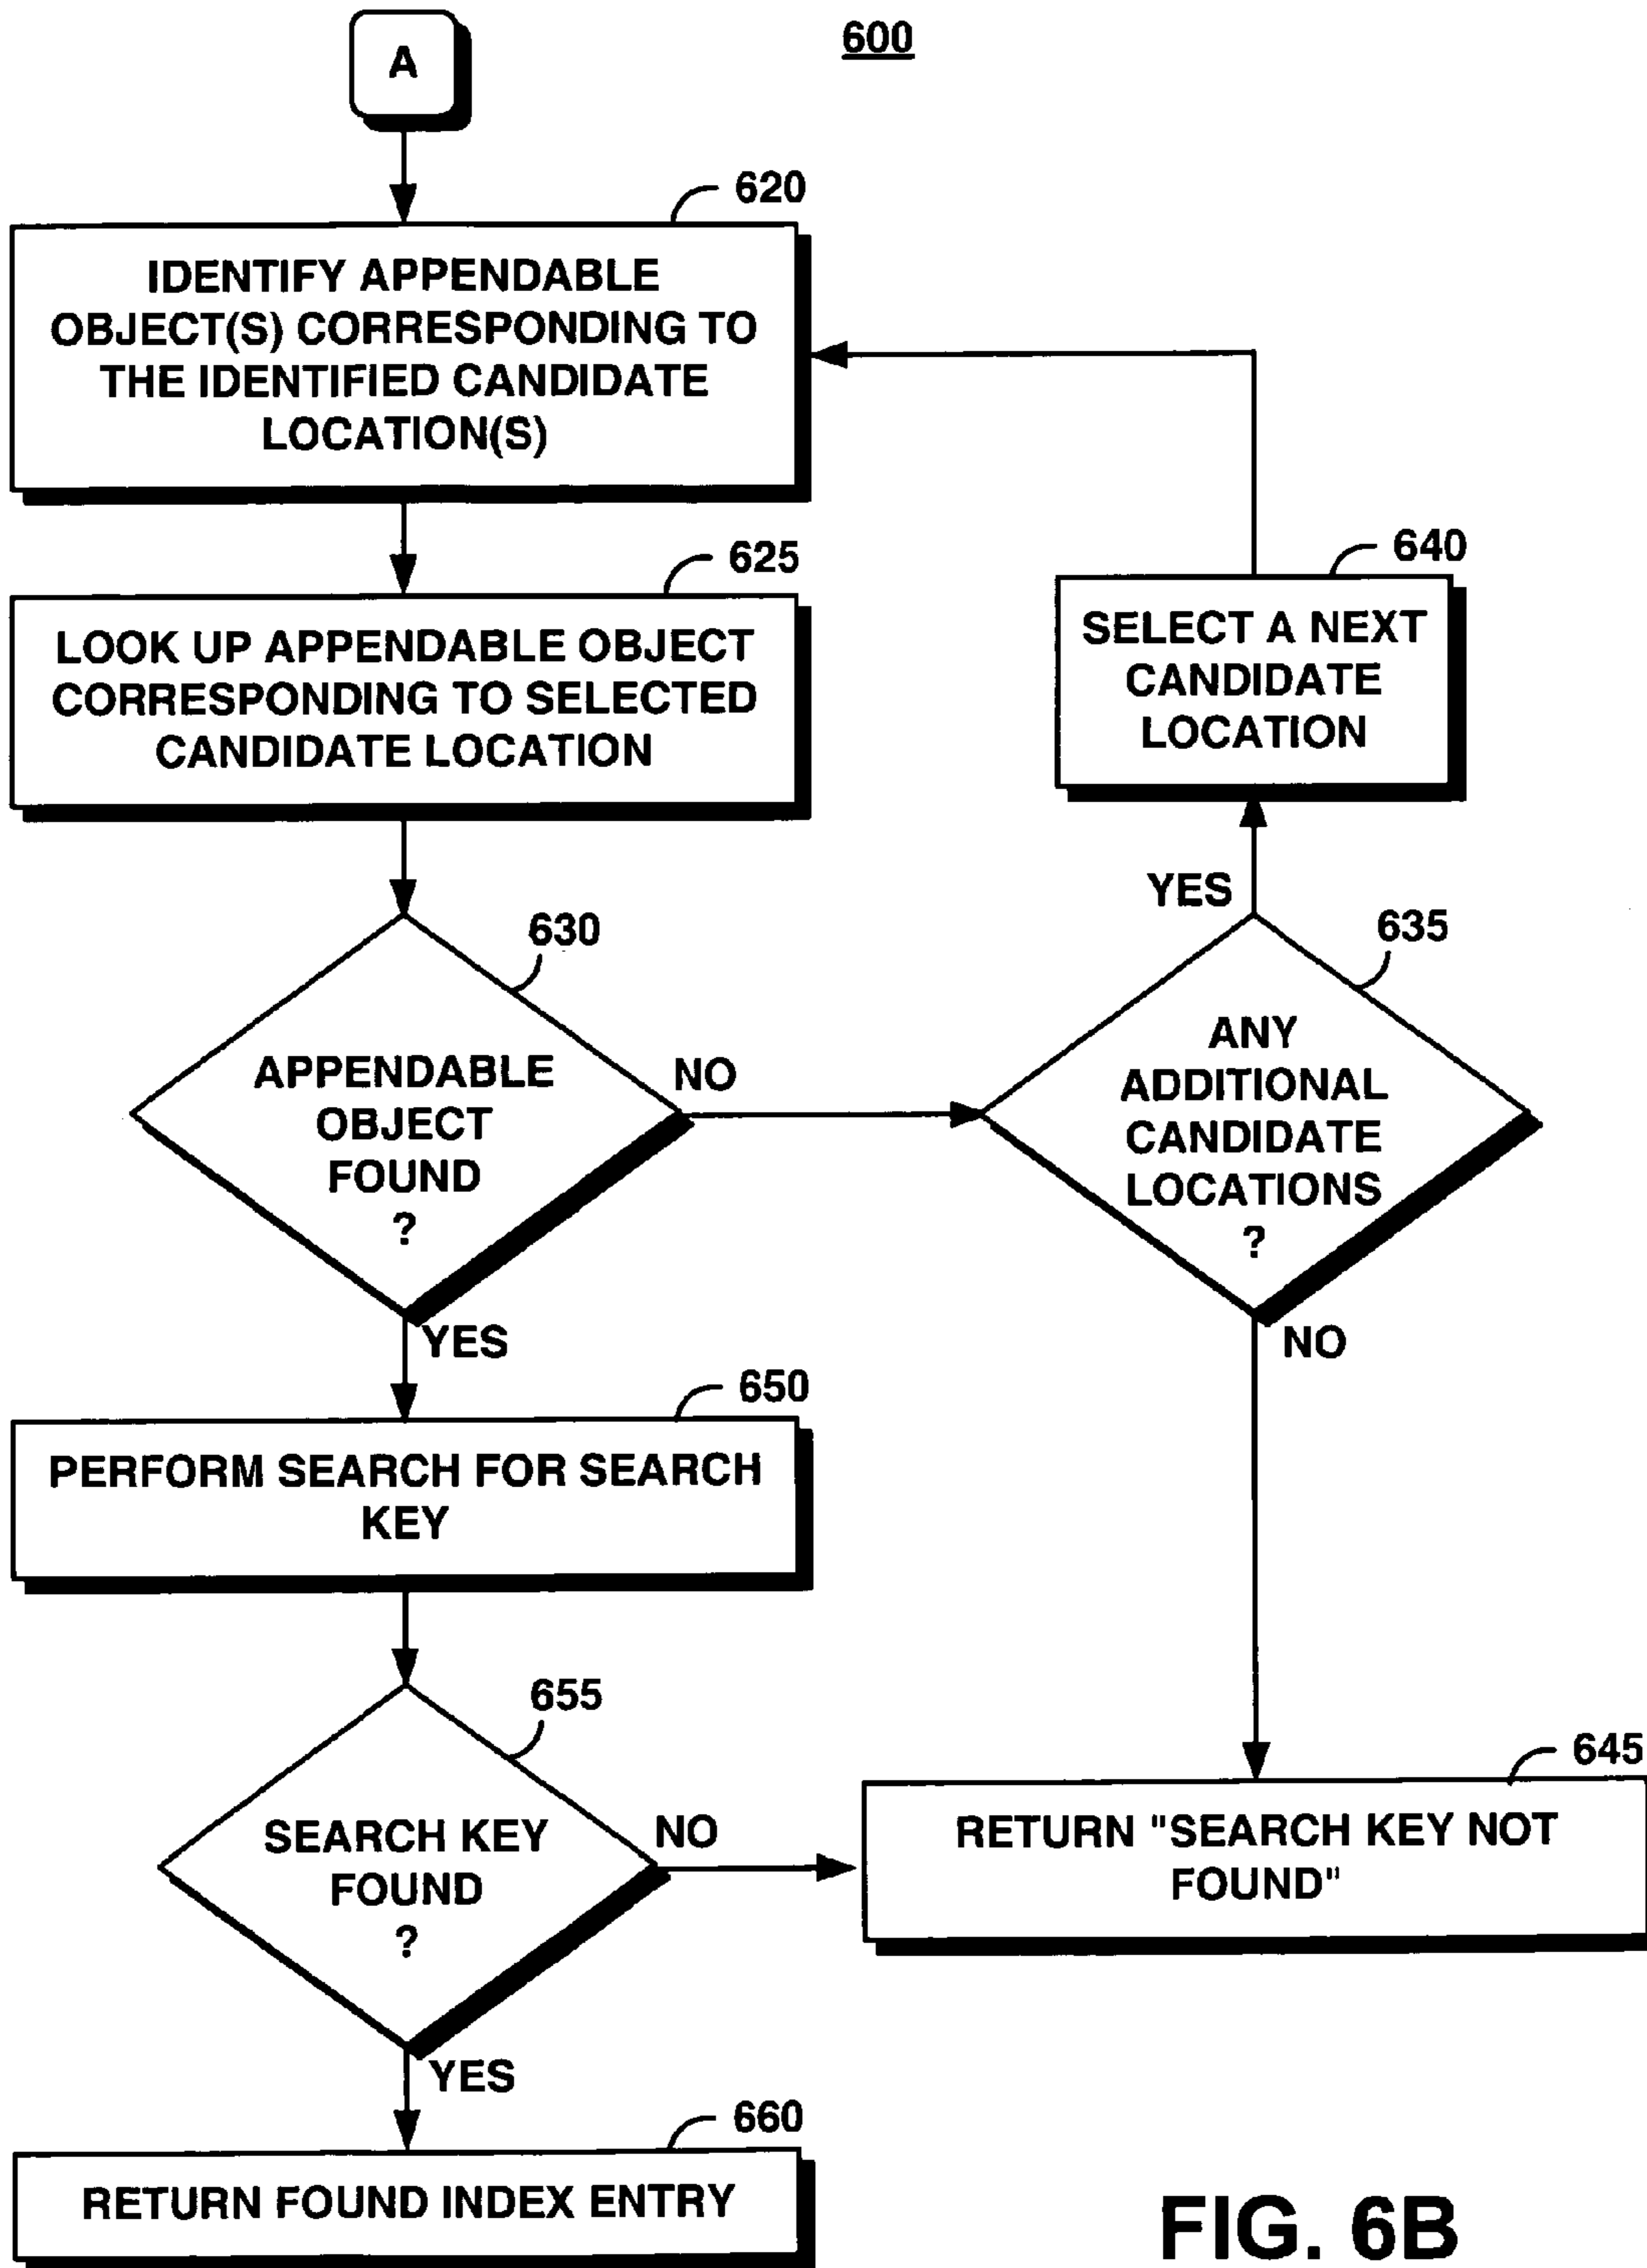 600
A
620
IDENTIFY APPENDABLE
OBJECT(S) CORRESPONDING TO
THE IDENTIFIED CANDIDATE
LOCATION(S)
625
LOOK UP APPENDABLE OBJECT
CORRESPONDING TO SELECTED
CANDIDATE LOCATION
640
SELECT A NEXT
CANDIDATE
LOCATION
YES
630
APPENDABLE
OBJECT
FOUND
?
NO
635
ANY
ADDITIONAL
CANDIDATE
LOCATIONS
?
YES
NO
650
PERFORM SEARCH FOR SEARCH
KEY
655
SEARCH KEY
FOUND
?
NO
645
RETURN "SEARCH KEY NOT
FOUND"
YES
660
RETURN FOUND INDEX ENTRY
FIG. 6B